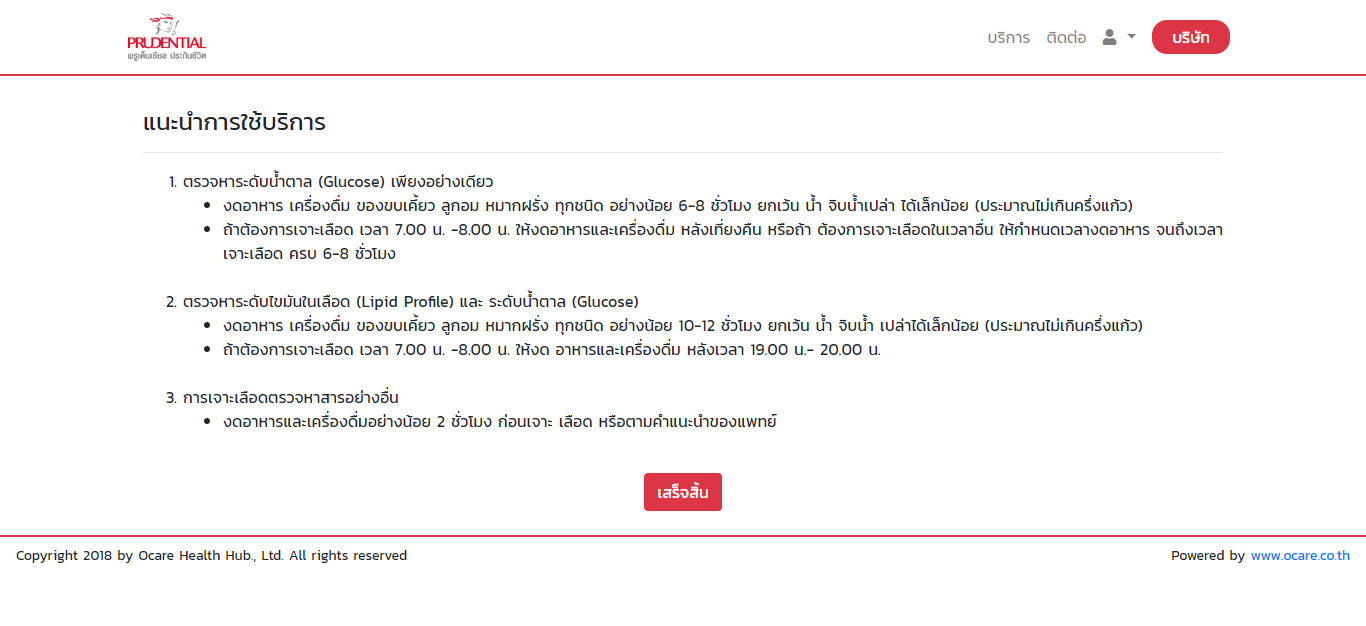 PRUDENTIAL
พรูเด็นเชียล ประกันชีวิต
บริการ ติดต่อ บริษัท
แนะนำการใช้บริการ
1. ตรวจหาระดับน้ำตาล (Glucose) เพียงอย่างเดียว
• งดอาหาร เครื่องดื่ม ของขบเคี้ยว ลูกอม หมากฝรั่ง ทุกชนิด อย่างน้อย 6-8 ชั่วโมง ยกเว้น น้ำ จิบน้ำเปล่า ได้เล็กน้อย (ประมาณไม่เกินครึ่งแก้ว)
• ถ้าต้องการเจาะเลือด เวลา 7.00 น. -8.00 น. ให้งดอาหารและเครื่องดื่ม หลังเที่ยงคืน หรือถ้า ต้องการเจาะเลือดในเวลาอื่น ให้กำหนดเวลางดอาหาร จนถึงเวลา
เจาะเลือด ครบ 6-8 ชั่วโมง
2. ตรวจหาระดับไขมันในเลือด (Lipid Profile) และ ระดับน้ำตาล (Glucose)
• งดอาหาร เครื่องดื่ม ของขบเคี้ยว ลูกอม หมากฝรั่ง ทุกชนิด อย่างน้อย 10-12 ชั่วโมง ยกเว้น น้ำ จิบน้ำ เปล่าได้เล็กน้อย (ประมาณไม่เกินครึ่งแก้ว)
• ถ้าต้องการเจาะเลือด เวลา 7.00 น. -8.00 น. ให้งด อาหารและเครื่องดื่ม หลังเวลา 19.00 น.- 20.00 น.
3. การเจาะเลือดตรวจหาสารอย่างอื่น
• งดอาหารและเครื่องดื่มอย่างน้อย 2 ชั่วโมง ก่อนเจาะ เลือด หรือตามคำแนะนำของแพทย์
เสร็จสิ้น
Copyright 2018 by Ocare Health Hub., Ltd. All rights reserved
Powered by www.ocare.co.th